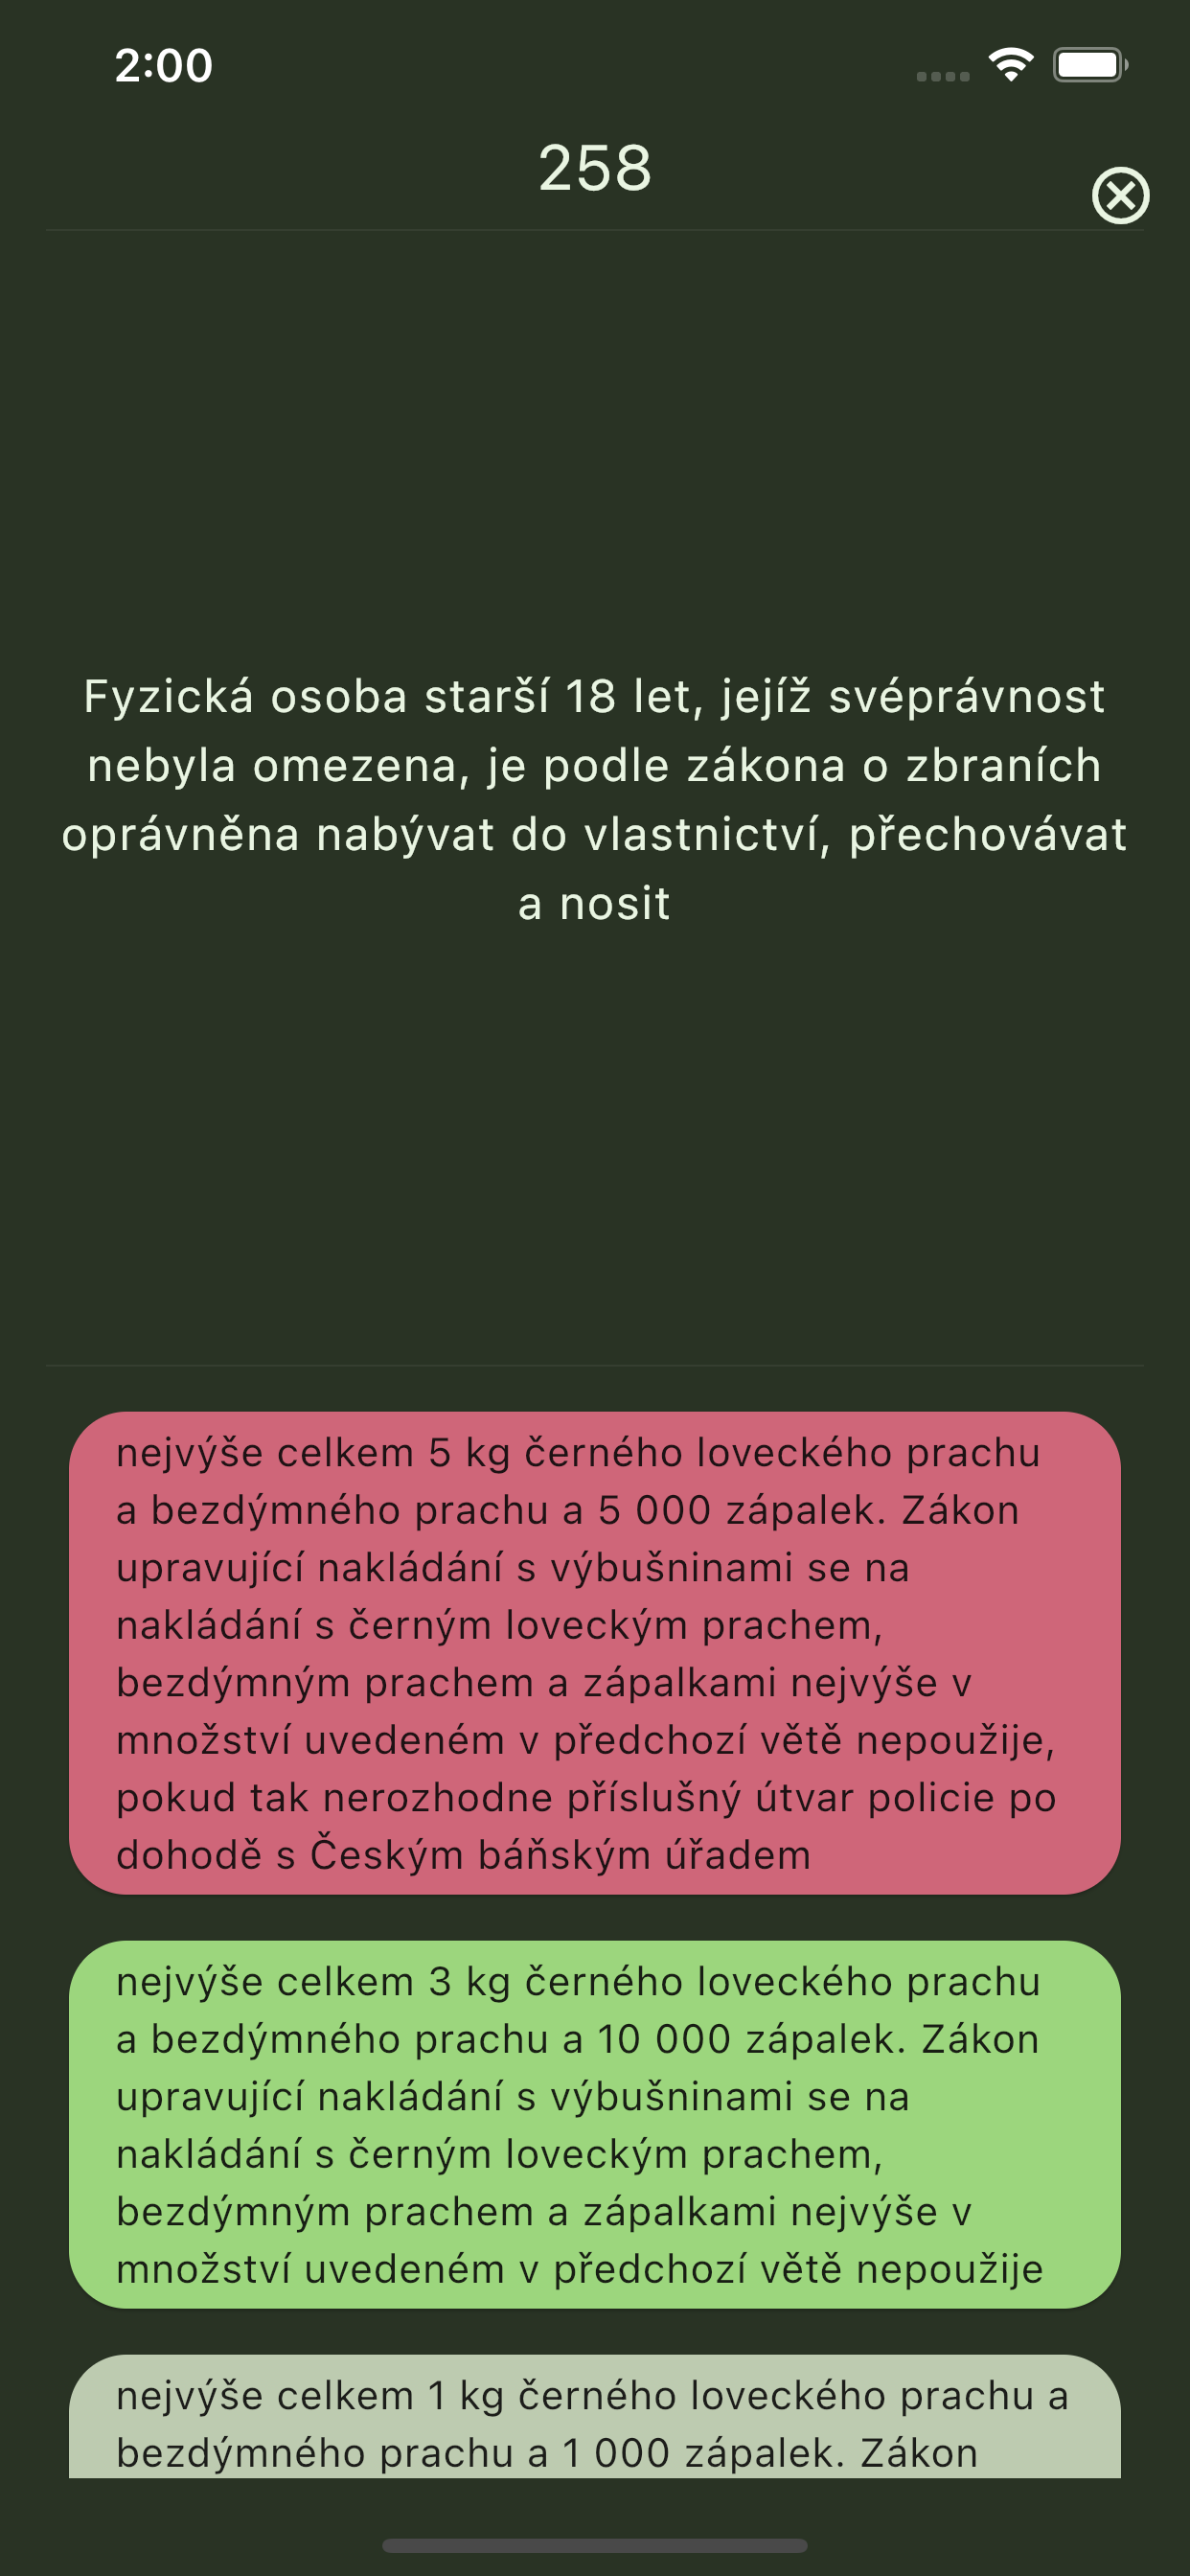 2:00
258
Fyzická osoba starší 18 let, jejíž svéprávnost
nebyla omezena, je podle zákona o zbraních
oprávněna nabývat do vlastnictví, přechovávat
a nosit
nejvýše celkem 5 kg černého loveckého prachu
a bezdýmného prachu a 5 000 zápalek. Zákon
upravující nakládání s výbušninami se na
nakládání s černým loveckým prachem,
bezdýmným prachem a zápalkami nejvýše v
množství uvedeném v předchozí větě nepoužije,
pokud tak nerozhodne příslušný útvar policie po
dohodě s Českým báňským úřadem
nejvýše celkem 3 kg černého loveckého prachu
a bezdýmného prachu a 10 000 zápalek. Zákon
upravující nakládání s výbušninami se na
nakládání s černým loveckým prachem,
bezdýmným prachem a zápalkami nejvýše v
množství uvedeném v předchozí větě nepoužije
nejvýše celkem 1 kg černého loveckého prachu a
bezdýmného prachu a 1 000 zápalek. Zákon